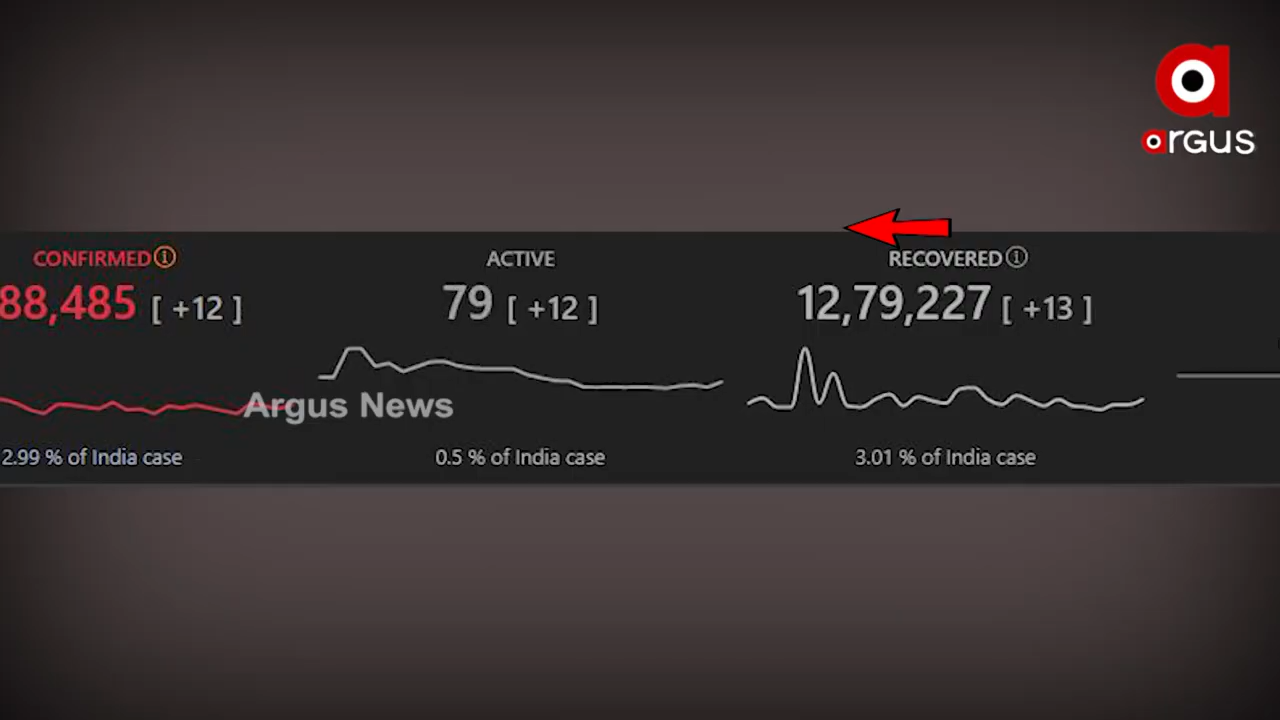 argus
CONFIRMED ACTIVE RECOVERED
88,485 [ +12 ] 79 [ +12 ] 12,79,227 [ +13 ]
Argus News
2.99 % of India case 0.5 % of India case 3.01 % of India case